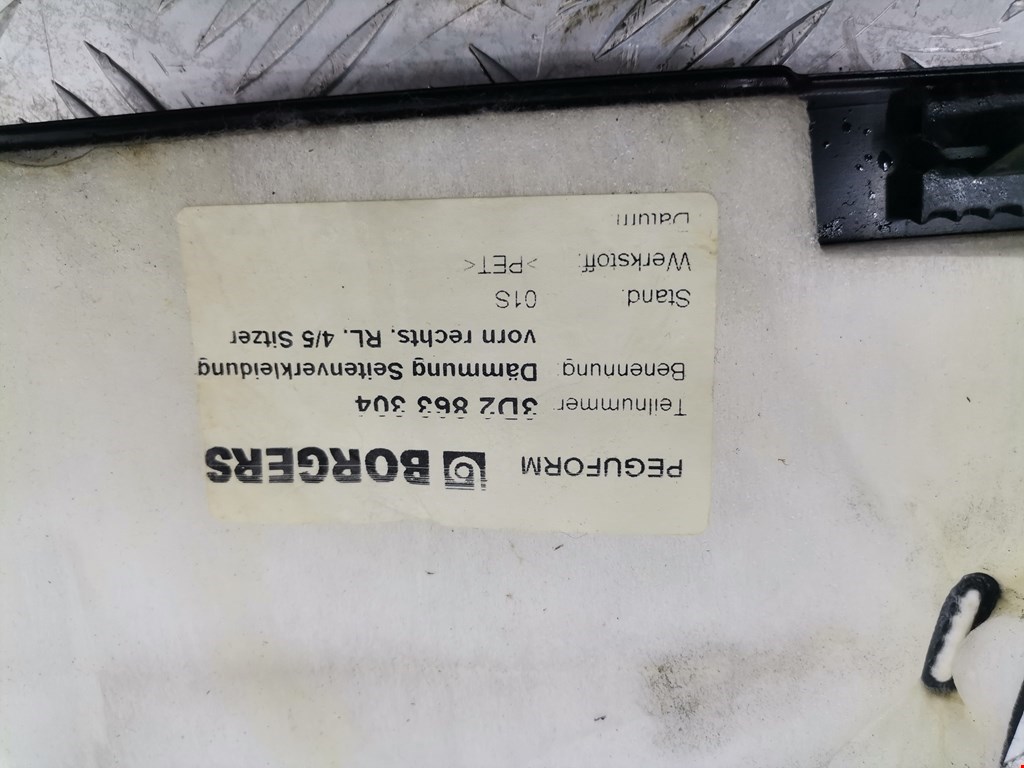 PEGUFORM BORGERS
Teilnummer: 3D2 863 304
Benennung: Dämmung Seitenverkleidung
vorn rechts. RL. 4/5 Sitzer
Stand: 01S
Werkstoff: >PET<
Datum